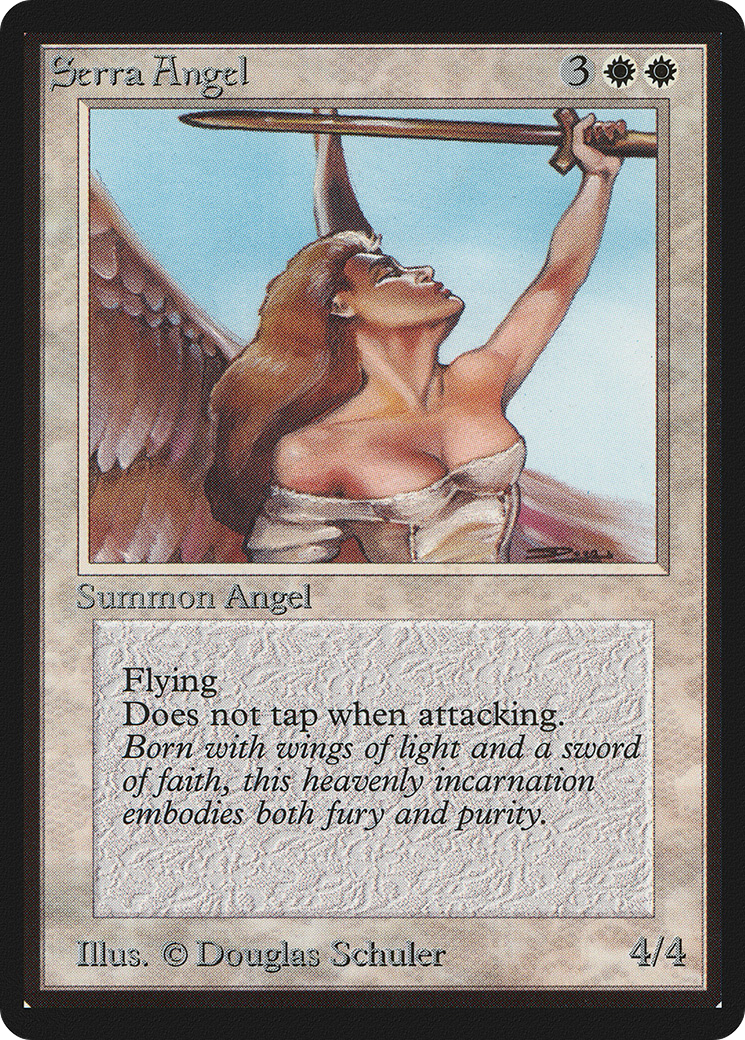 Serra Angel 3
Summon Angel
Flying
Does not tap when attacking.
Born with wings of light and a sword
of faith, this heavenly incarnation
embodies both fury and purity.
Illus. © Douglas Schuler 4/4